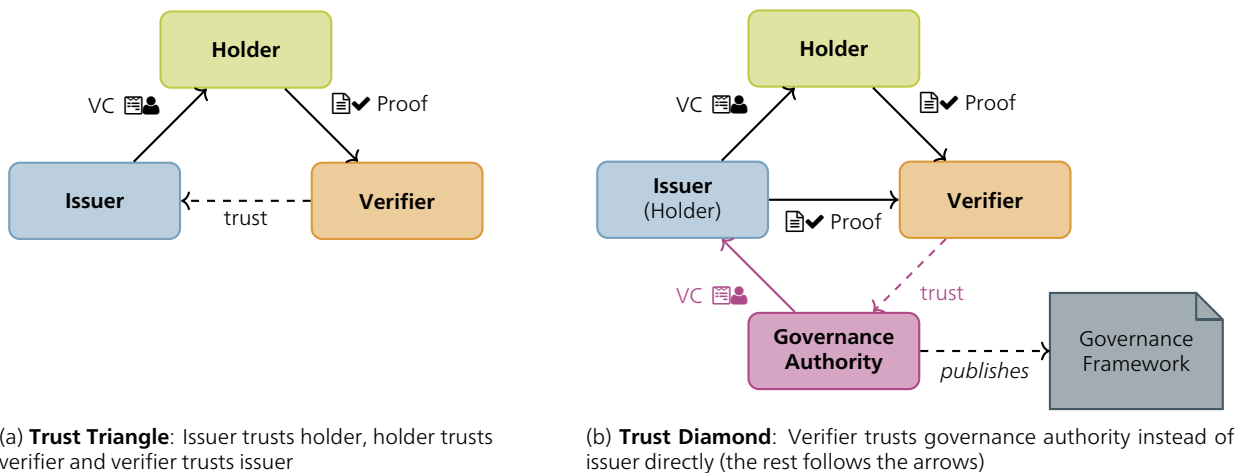 Holder
VC
Proof
Issuer
Verifier
trust
(a) Trust Triangle: Issuer trusts holder, holder trusts
verifier and verifier trusts issuer
Holder
VC
Proof
Issuer
(Holder)
Verifier
Proof
VC
trust
Governance
Authority
publishes
Governance
Framework
(b) Trust Diamond: Verifier trusts governance authority instead of
issuer directly (the rest follows the arrows)